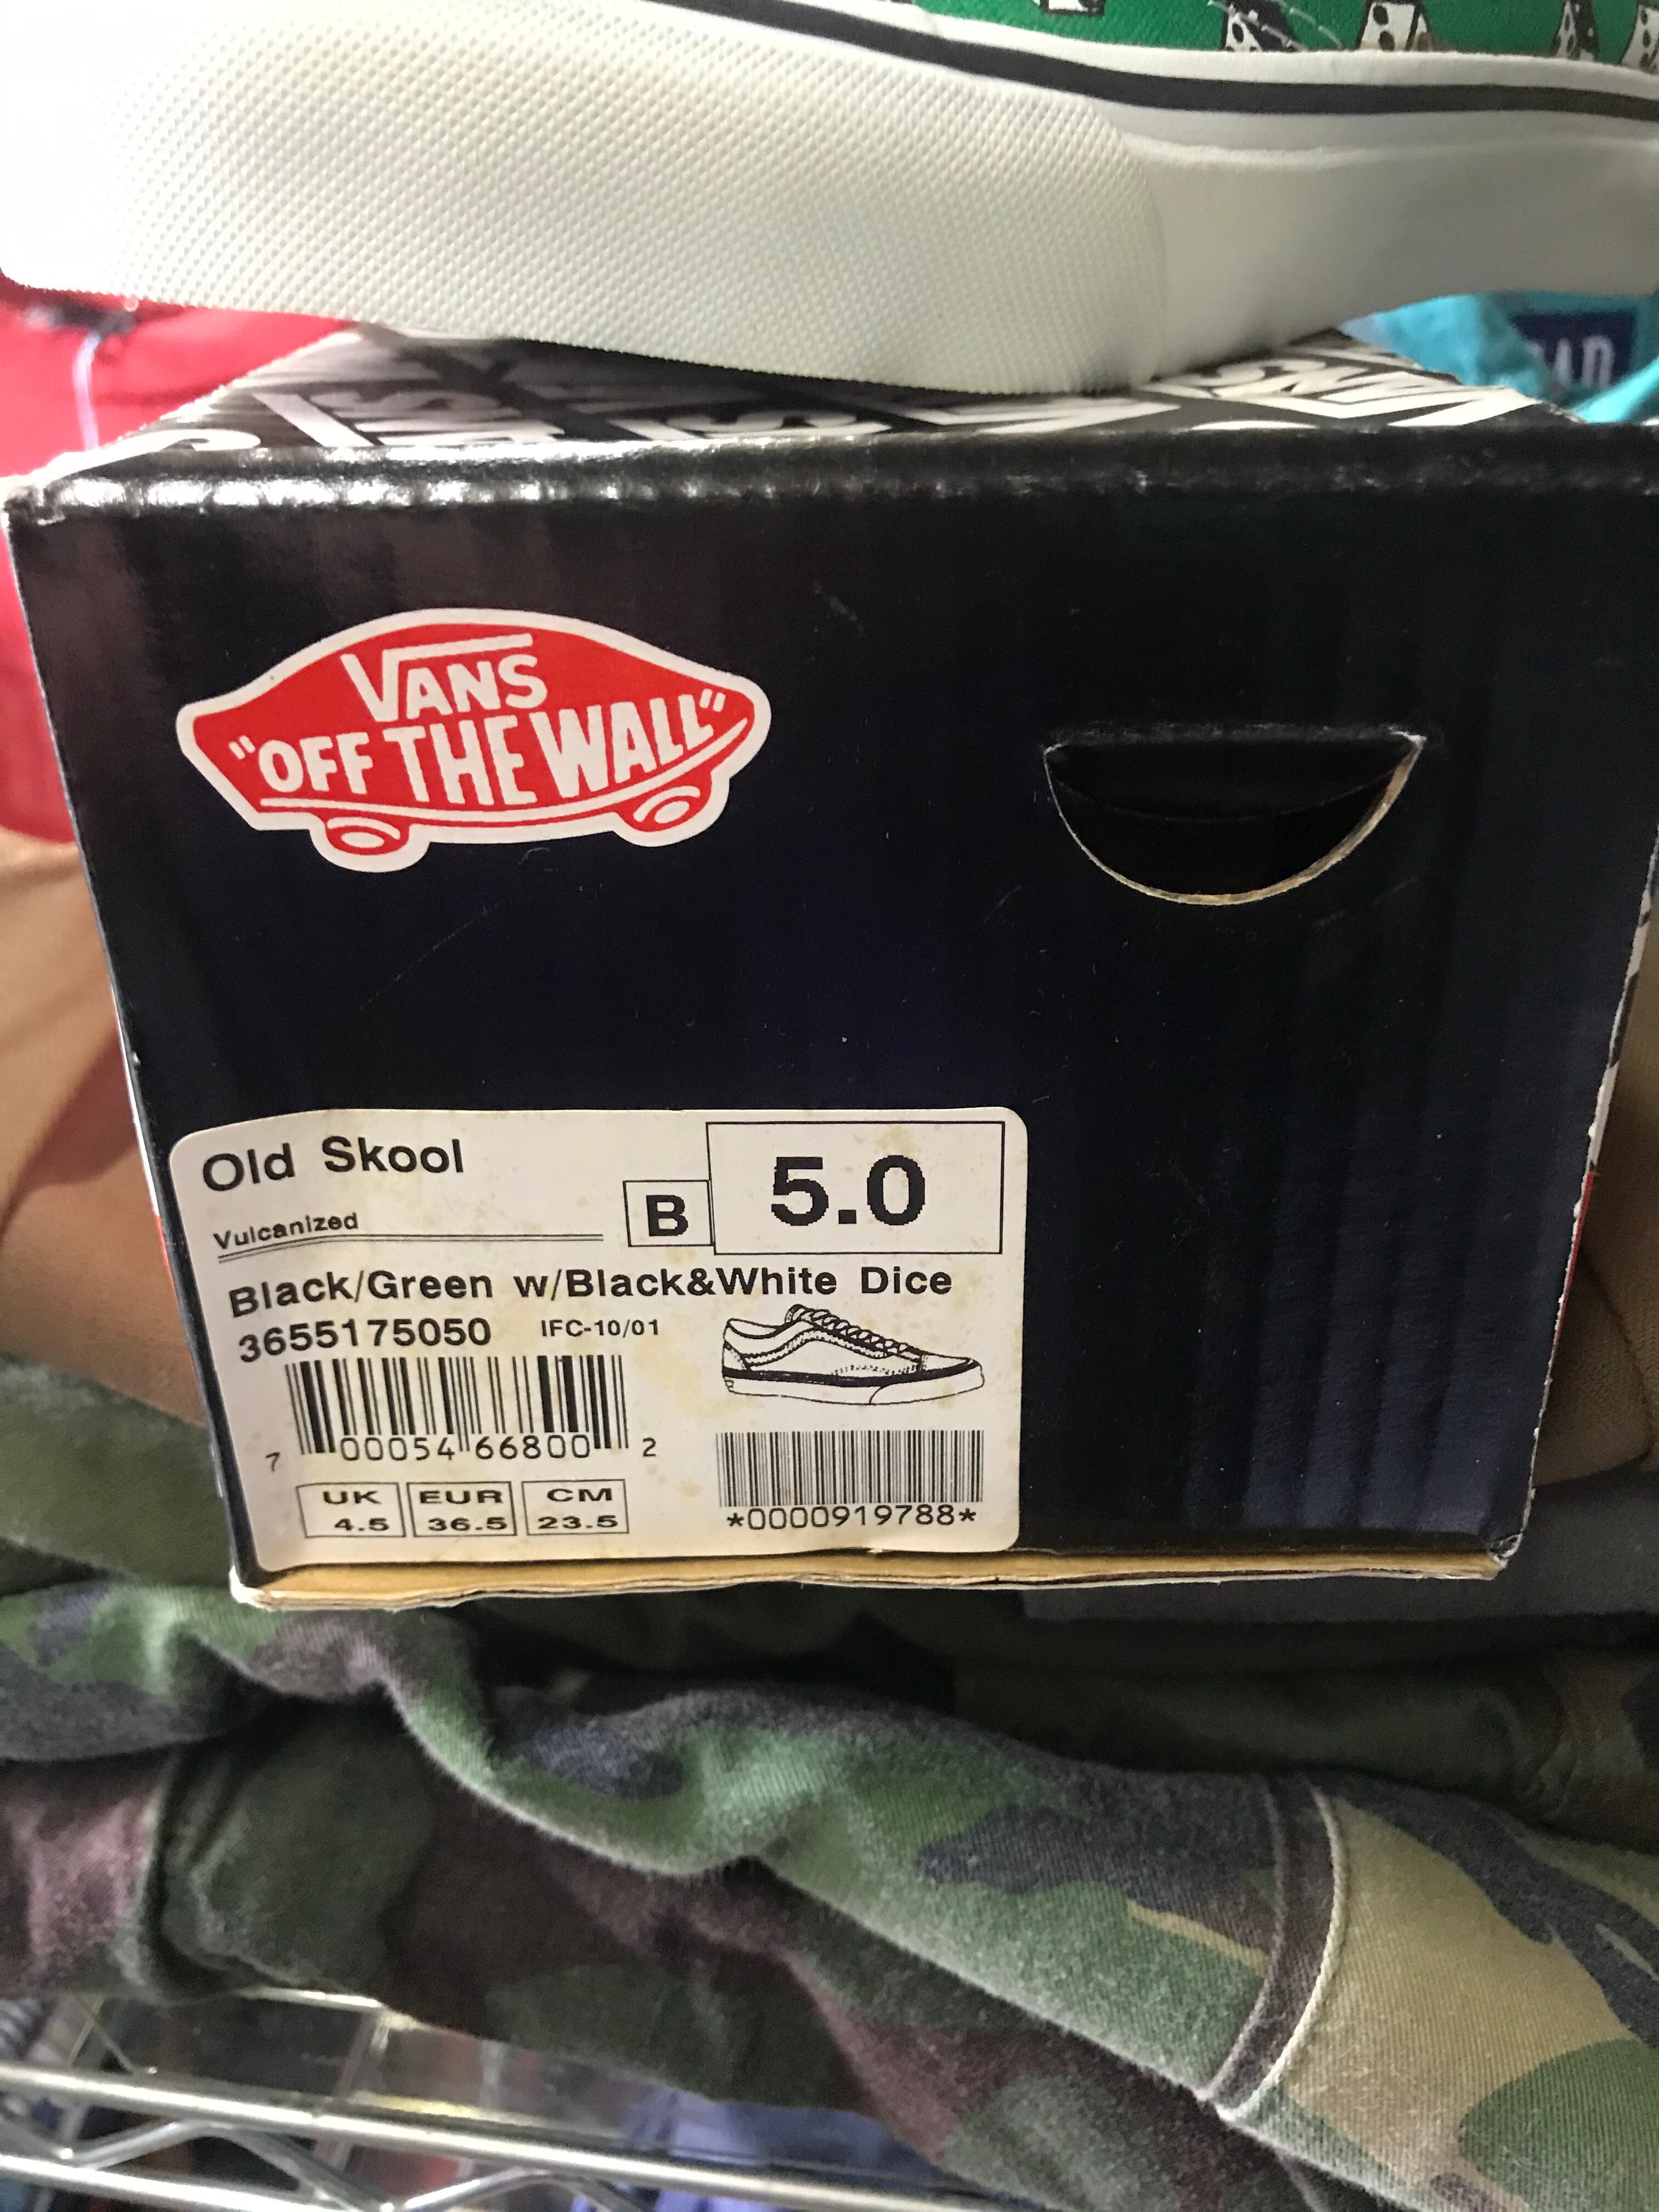 VANS
"OFF THE WALL"
Old Skool
B 5.0
Vulcanized
Black/Green w/Black&White Dice
3655175050 IFC-10/01
7 00054 66800 2
UK EUR CM
4.5 36.5 23.5
*0000919788*